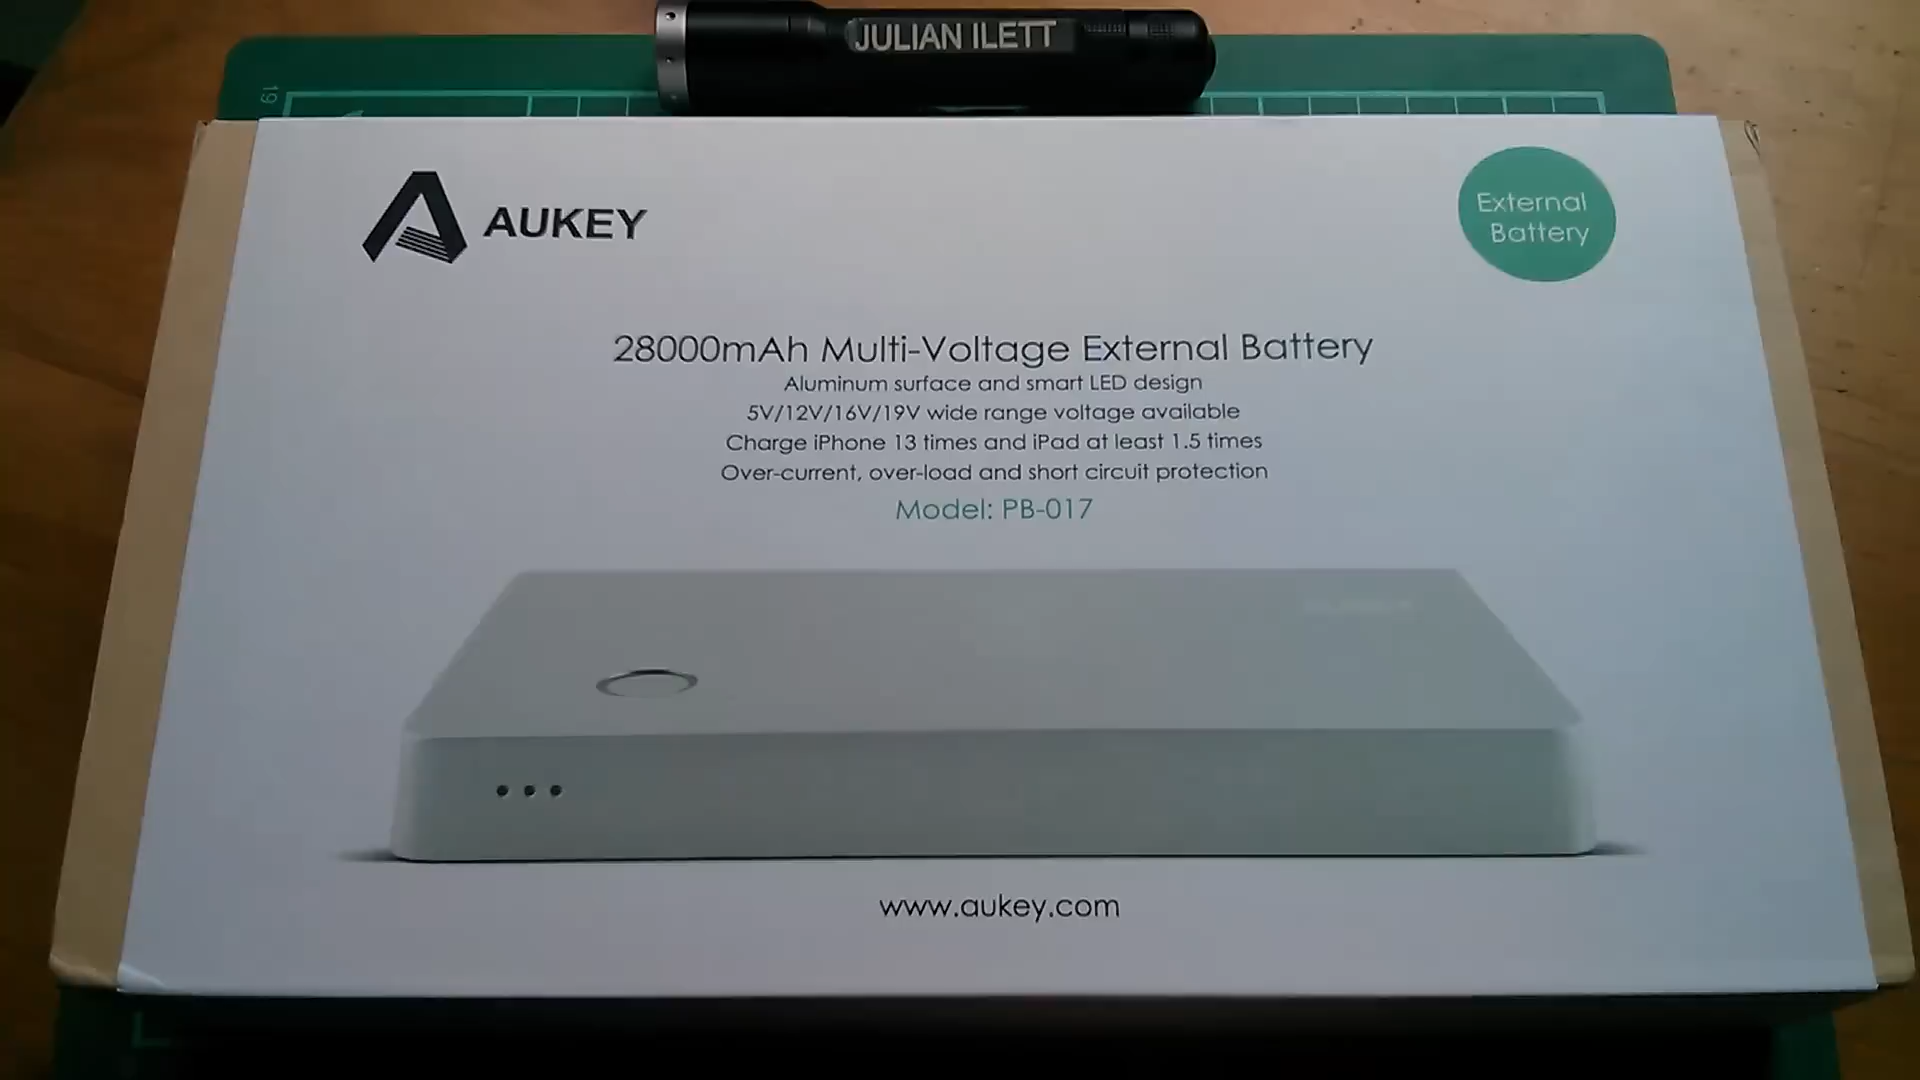 JULIAN ILETT
19
AUKEY
External
Battery
28000mAh Multi-Voltage External Battery
Aluminum surface and smart LED design
5V/12V/16V/19V wide range voltage available
Charge iPhone 13 times and iPad at least 1.5 times
Over-current, over-load and short circuit protection
Model: PB-017
www.aukey.com